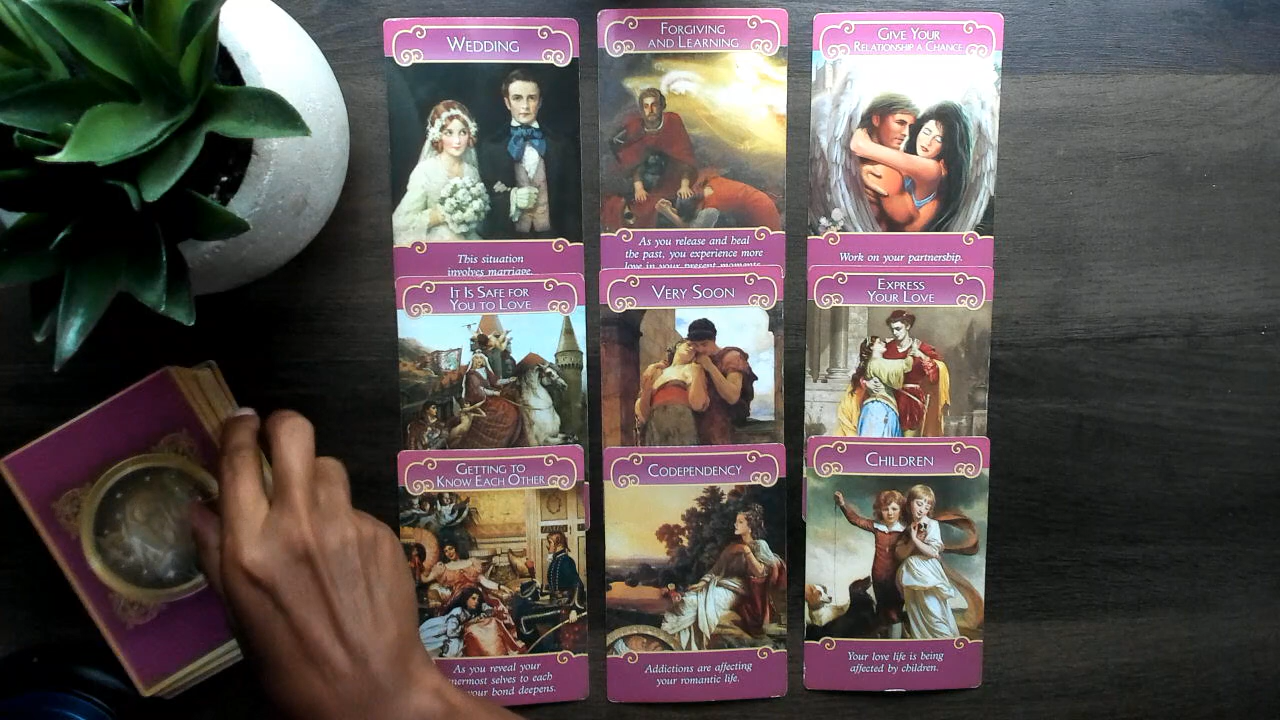 WEDDING
This situation
involves marriage.
FORGIVING
AND LEARNING
As you release and heal
the past, you experience more
love in your present moments.
GIVE YOUR
RELATIONSHIP A CHANCE
Work on your partnership.
IT IS SAFE FOR
YOU TO LOVE
VERY SOON
EXPRESS
YOUR LOVE
GETTING TO
KNOW EACH OTHER
As you reveal your
nermost selves to each
your bond deepens.
CODEPENDENCY
Addictions are affecting
your romantic life.
CHILDREN
Your love life is being
affected by children.